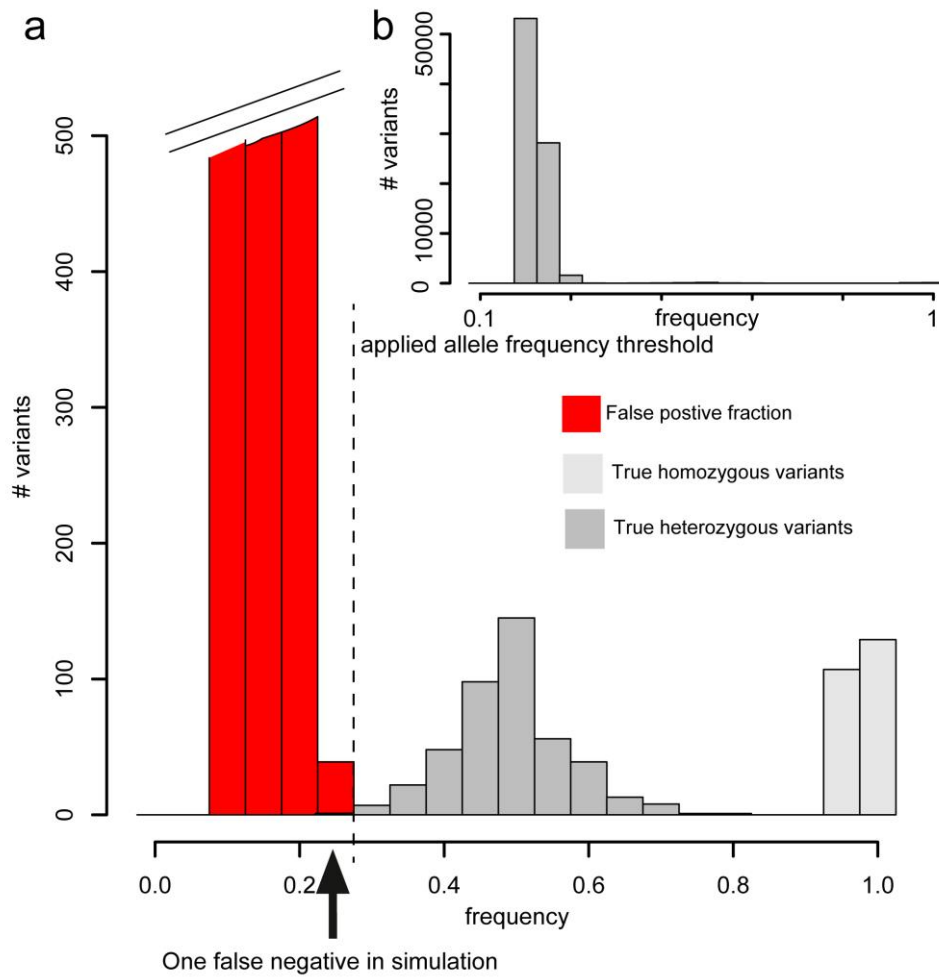 a
b
50000
10000
0
# variants
0.1
frequency
1
500
400
300
200
100
0
# variants
applied allele frequency threshold
False postive fraction
True homozygous variants
True heterozygous variants
0.0
0.2
0.4
0.6
0.8
1.0
frequency
One false negative in simulation